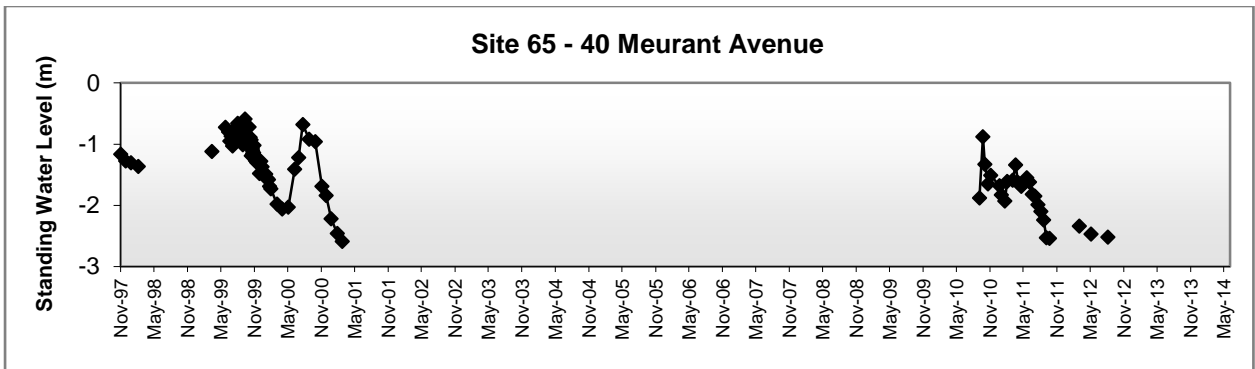 Site 65 - 40 Meurant Avenue
Standing Water Level (m)
0
-1
-2
-3
Nov-97
May-98
Nov-98
May-99
Nov-99
May-00
Nov-00
May-01
Nov-01
May-02
Nov-02
May-03
Nov-03
May-04
Nov-04
May-05
Nov-05
May-06
Nov-06
May-07
Nov-07
May-08
Nov-08
May-09
Nov-09
May-10
Nov-10
May-11
Nov-11
May-12
Nov-12
May-13
Nov-13
May-14